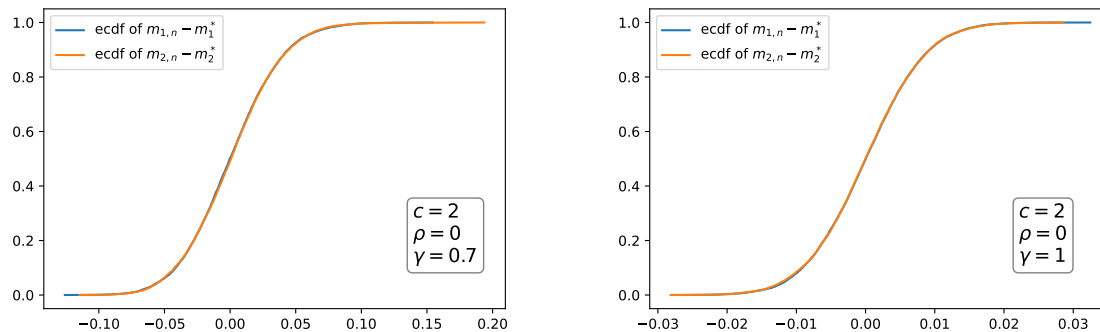 1.0
0.8
0.6
0.4
0.2
0.0
−0.10 −0.05 0.00 0.05 0.10 0.15 0.20
ecdf of m₁,ₙ − m₁*
ecdf of m₂,ₙ − m₂*
c = 2
ρ = 0
γ = 0.7
1.0
0.8
0.6
0.4
0.2
0.0
−0.03 −0.02 −0.01 0.00 0.01 0.02 0.03
ecdf of m₁,ₙ − m₁*
ecdf of m₂,ₙ − m₂*
c = 2
ρ = 0
γ = 1